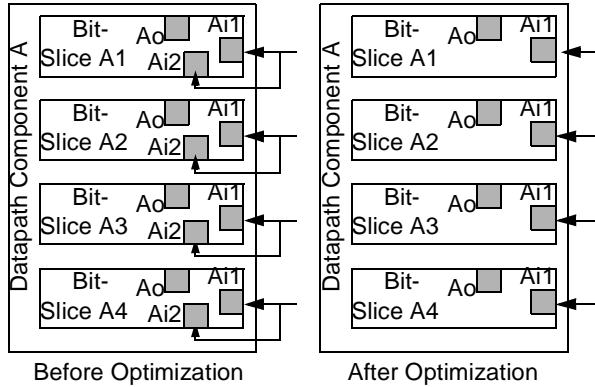 Datapath Component A
Bit-
Slice A1
Ao
Ai2
Ai1
Bit-
Slice A2
Ao
Ai2
Ai1
Bit-
Slice A3
Ao
Ai2
Ai1
Bit-
Slice A4
Ao
Ai2
Ai1
Before Optimization
Datapath Component A
Bit-
Slice A1
Ao
Ai1
Bit-
Slice A2
Ao
Ai1
Bit-
Slice A3
Ao
Ai1
Bit-
Slice A4
Ao
Ai1
After Optimization